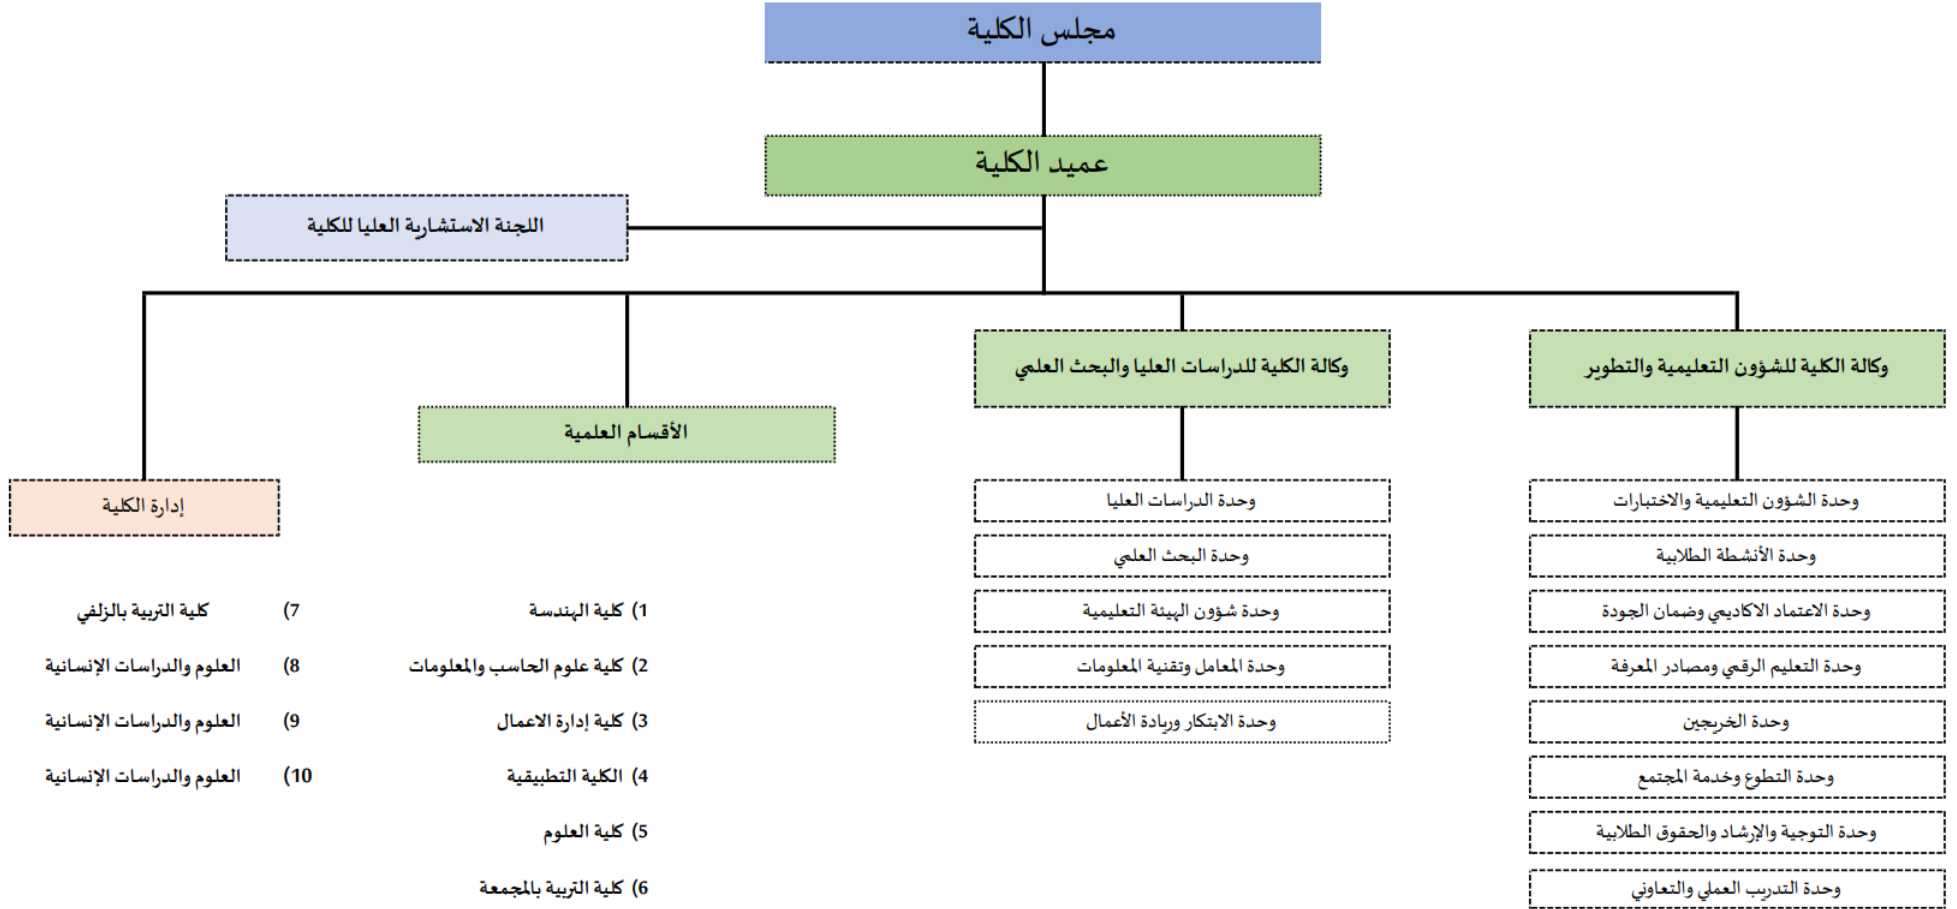 مجلس الكلية
عميد الكلية
اللجنة الاستشارية العليا للكلية
وكالة الكلية للشؤون التعليمية والتطوير
وحدة الشؤون التعليمية والاختبارات
وحدة الأنشطة الطلابية
وحدة الاعتماد الاكاديمي وضمان الجودة
وحدة التعليم الرقمي ومصادر المعرفة
وحدة الخريجين
وحدة التطوع وخدمة المجتمع
وحدة التوجية والإرشاد والحقوق الطلابية
وحدة التدريب العملي والتعاوني
وكالة الكلية للدراسات العليا والبحث العلمي
وحدة الدراسات العليا
وحدة البحث العلمي
وحدة شؤون الهيئة التعليمية
وحدة المعامل وتقنية المعلومات
وحدة الابتكار وريادة الأعمال
الأقسام العلمية
إدارة الكلية
1) كلية الهندسة
2) كلية علوم الحاسب والمعلومات
3) كلية إدارة الاعمال
4) الكلية التطبيقية
5) كلية العلوم
6) كلية التربية بالمجمعة
7) كلية التربية بالزلفي
8) العلوم والدراسات الإنسانية
9) العلوم والدراسات الإنسانية
10) العلوم والدراسات الإنسانية